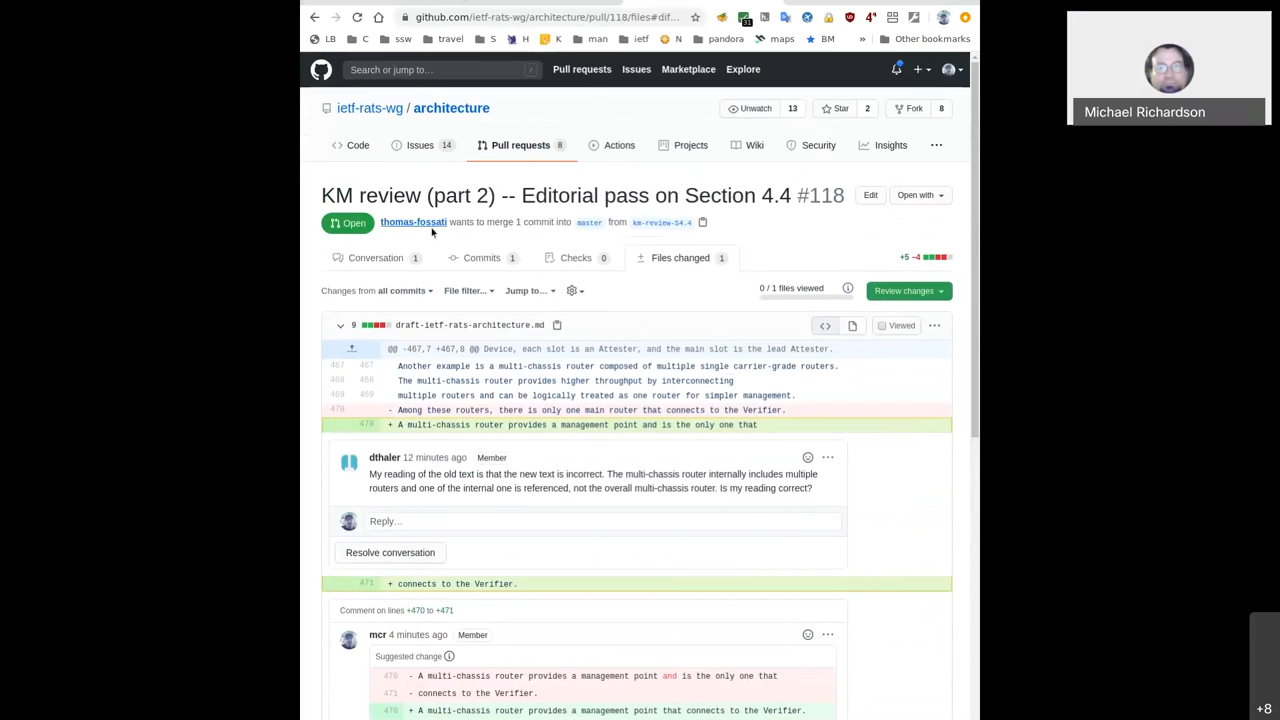 github.com/ietf-rats-wg/architecture/pull/118/files#dif...
31
4°
LB C ssw travel S H K man ietf N pandora maps BM » Other bookmarks
Search or jump to... /
Pull requests Issues Marketplace Explore
ietf-rats-wg / architecture
Unwatch 13 Star 2 Fork 8
Code Issues 14 Pull requests 8 Actions Projects Wiki Security Insights ...
KM review (part 2) -- Editorial pass on Section 4.4 #118
Edit Open with
Open thomas-fossati wants to merge 1 commit into master from km-review-S4.4
Conversation 1 Commits 1 Checks 0 Files changed 1 +5 −4
Changes from all commits File filter... Jump to... 0 / 1 files viewed Review changes
9 draft-ietf-rats-architecture.md Viewed ...
@@ -467,7 +467,8 @@ Device, each slot is an Attester, and the main slot is the lead Attester.
467 467 Another example is a multi-chassis router composed of multiple single carrier-grade routers.
468 468 The multi-chassis router provides higher throughput by interconnecting
469 469 multiple routers and can be logically treated as one router for simpler management.
470 - Among these routers, there is only one main router that connects to the Verifier.
470 + A multi-chassis router provides a management point and is the only one that
dthaler 12 minutes ago Member ...
My reading of the old text is that the new text is incorrect. The multi-chassis router internally includes multiple
routers and one of the internal one is referenced, not the overall multi-chassis router. Is my reading correct?
Reply...
Resolve conversation
471 + connects to the Verifier.
Comment on lines +470 to +471
mcr 4 minutes ago Member ...
Suggested change
470 - A multi-chassis router provides a management point and is the only one that
471 - connects to the Verifier.
470 + A multi-chassis router provides a management point that connects to the Verifier.
Michael Richardson
+8